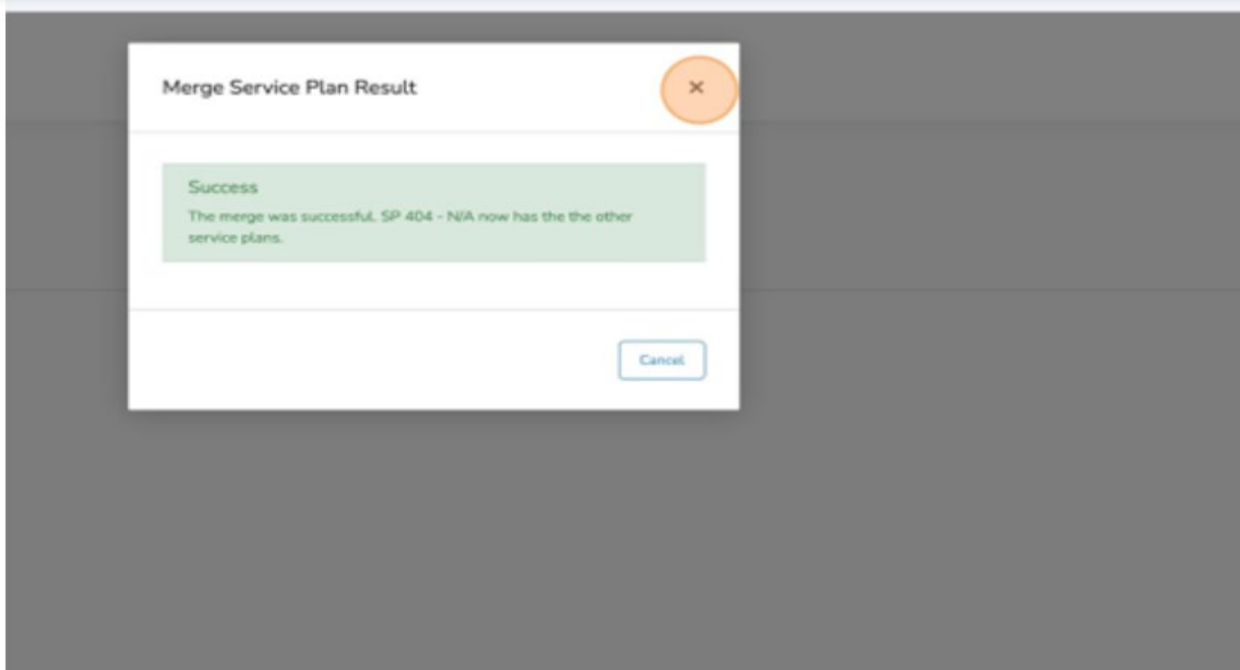 Merge Service Plan Result
×
Success
The merge was successful. SP 404 - N/A now has the the other
service plans.
Cancel